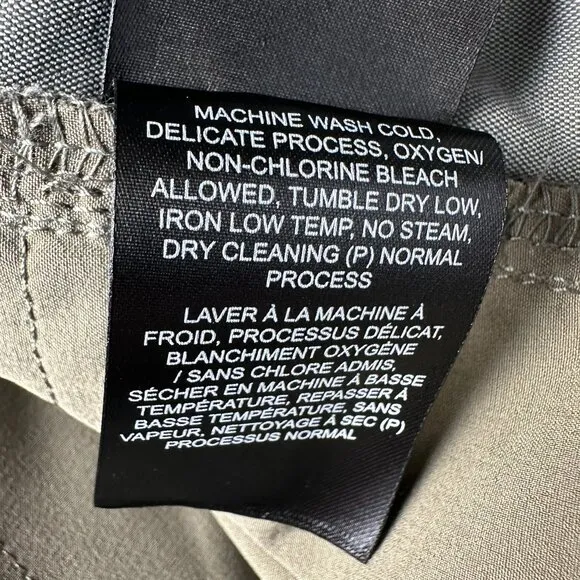 MACHINE WASH COLD,
DELICATE PROCESS, OXYGEN/
NON-CHLORINE BLEACH
ALLOWED, TUMBLE DRY LOW,
IRON LOW TEMP, NO STEAM,
DRY CLEANING (P) NORMAL
PROCESS
LAVER À LA MACHINE À
FROID, PROCESSUS DÉLICAT,
BLANCHIMENT OXYGÈNE
/ SANS CHLORE ADMIS,
SÉCHER EN MACHINE À BASSE
TEMPÉRATURE, REPASSER À
BASSE TEMPÉRATURE, SANS
VAPEUR, NETTOYAGE À SEC (P)
PROCESSUS NORMAL